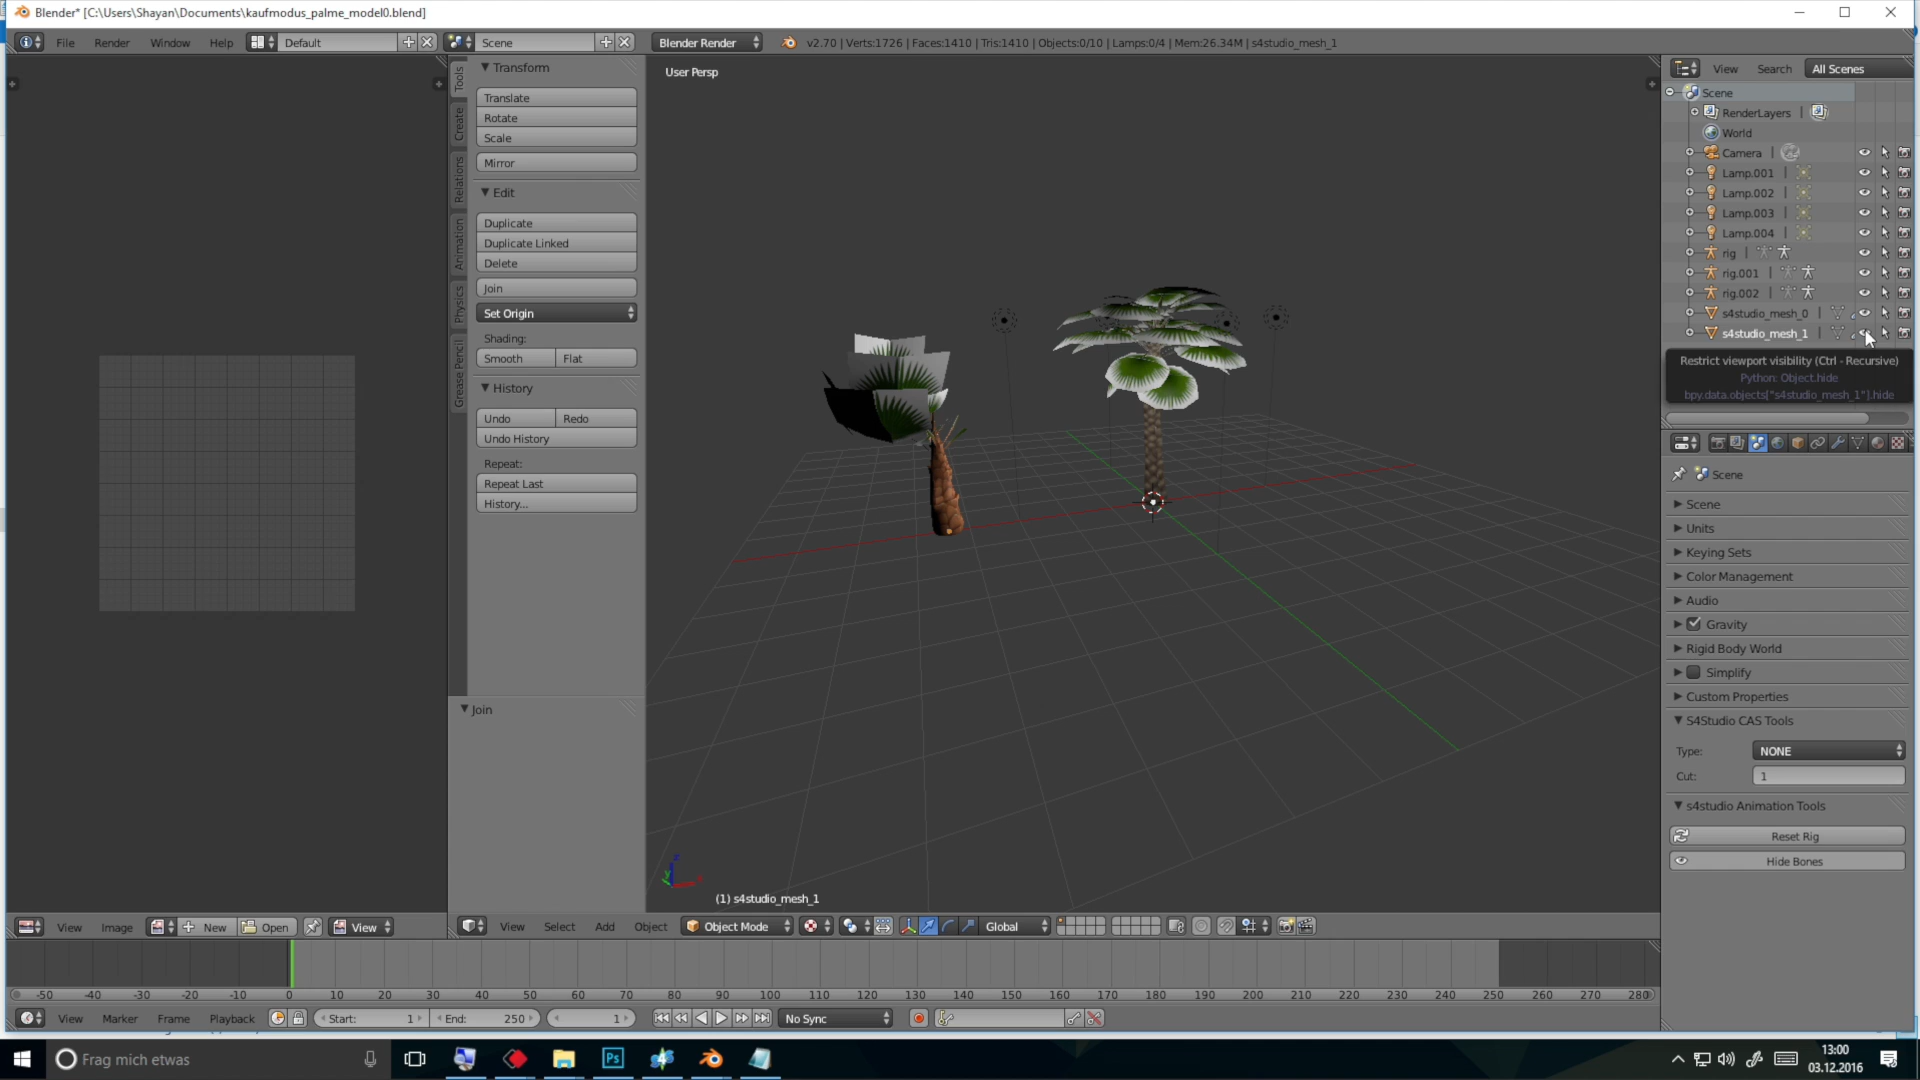 Blender* [C:\Users\Shayan\Documents\kaufmodus_palme_model0.blend]
File Render Window Help Default Scene Blender Render v2.70 | Verts:1726 | Faces:1410 | Tris:1410 | Objects:0/10 | Lamps:0/4 | Mem:26.34M | s4studio_mesh_1
Tools
Create
Relations
Animation
Physics
Grease Pencil
Transform
Translate
Rotate
Scale
Mirror
Edit
Duplicate
Duplicate Linked
Delete
Join
Set Origin
Shading:
Smooth Flat
History
Undo Redo
Undo History
Repeat:
Repeat Last
History...
Join
User Persp
(1) s4studio_mesh_1
View Search All Scenes
Scene
RenderLayers |
World
Camera |
Lamp.001 |
Lamp.002 |
Lamp.003 |
Lamp.004 |
rig |
rig.001 |
rig.002 |
s4studio_mesh_0 |
s4studio_mesh_1 |
Restrict viewport visibility (Ctrl - Recursive)
Python: Object.hide
bpy.data.objects["s4studio_mesh_1"].hide
Scene
Scene
Units
Keying Sets
Color Management
Audio
Gravity
Rigid Body World
Simplify
Custom Properties
S4Studio CAS Tools
Type: NONE
Cut: 1
s4studio Animation Tools
Reset Rig
Hide Bones
View Image New Open View
View Select Add Object Object Mode Global
-50 -40 -30 -20 -10 0 10 20 30 40 50 60 70 80 90 100 110 120 130 140 150 160 170 180 190 200 210 220 230 240 250 260 270 280
View Marker Frame Playback Start: 1 End: 250 1 No Sync
Frag mich etwas
Ps
13:00
03.12.2016